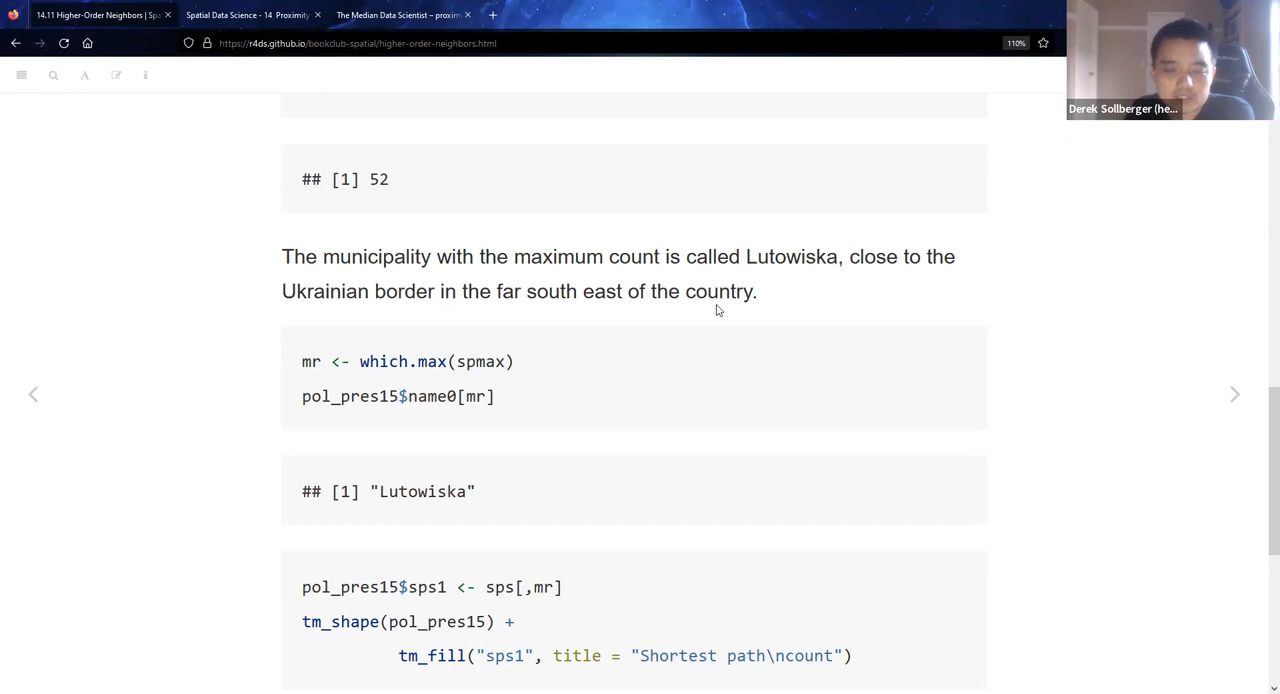 14.11 Higher-Order Neighbors | Spa
Spatial Data Science - 14 Proximity
The Median Data Scientist – proxim
https://r4ds.github.io/bookclub-spatial/higher-order-neighbors.html
110%
Derek Sollberger (he...
## [1] 52
The municipality with the maximum count is called Lutowiska, close to the
Ukrainian border in the far south east of the country.
mr <- which.max(spmax)
pol_pres15$name0[mr]
## [1] "Lutowiska"
pol_pres15$sps1 <- sps[,mr]
tm_shape(pol_pres15) +
tm_fill("sps1", title = "Shortest path\ncount")